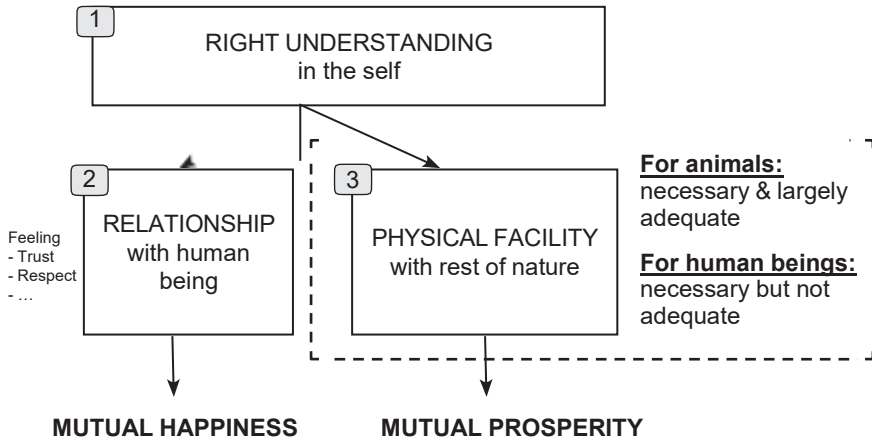 1
RIGHT UNDERSTANDING
in the self
2
RELATIONSHIP
with human
being
Feeling
- Trust
- Respect
- …
3
PHYSICAL FACILITY
with rest of nature
For animals:
necessary & largely
adequate
For human beings:
necessary but not
adequate
MUTUAL HAPPINESS
MUTUAL PROSPERITY